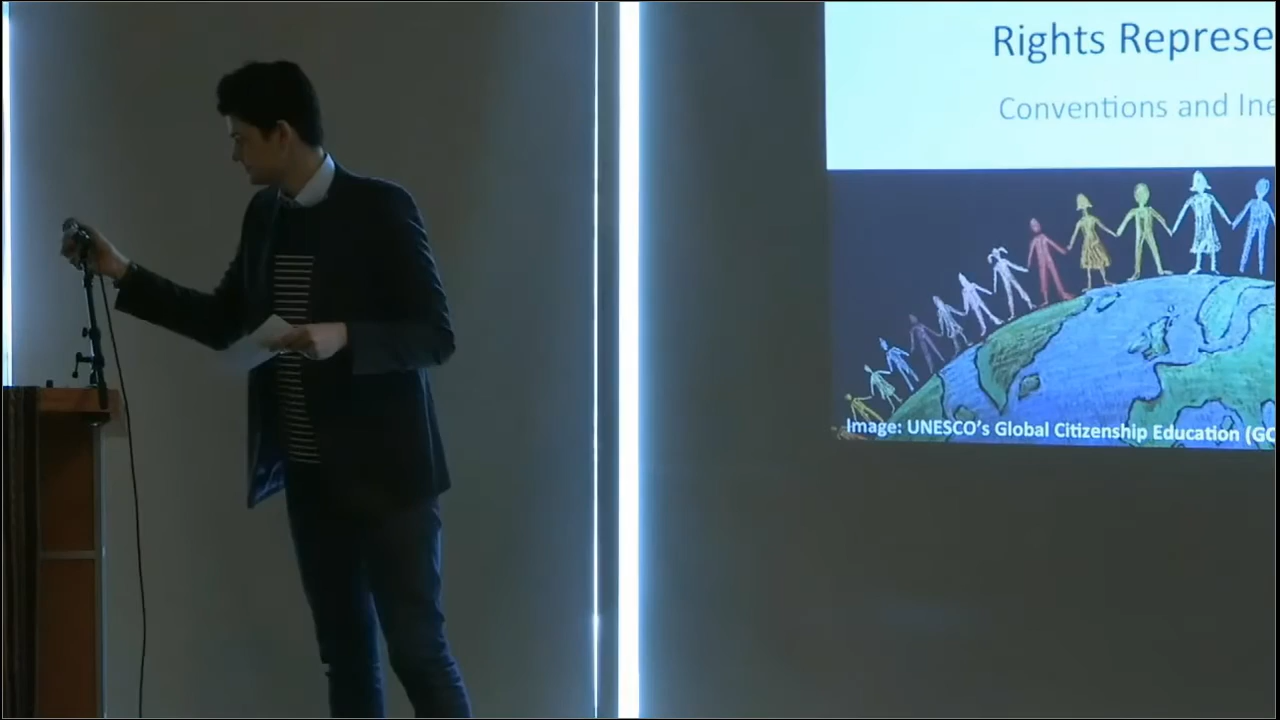 Rights Represe
Conventions and Ine
Image: UNESCO's Global Citizenship Education (GC